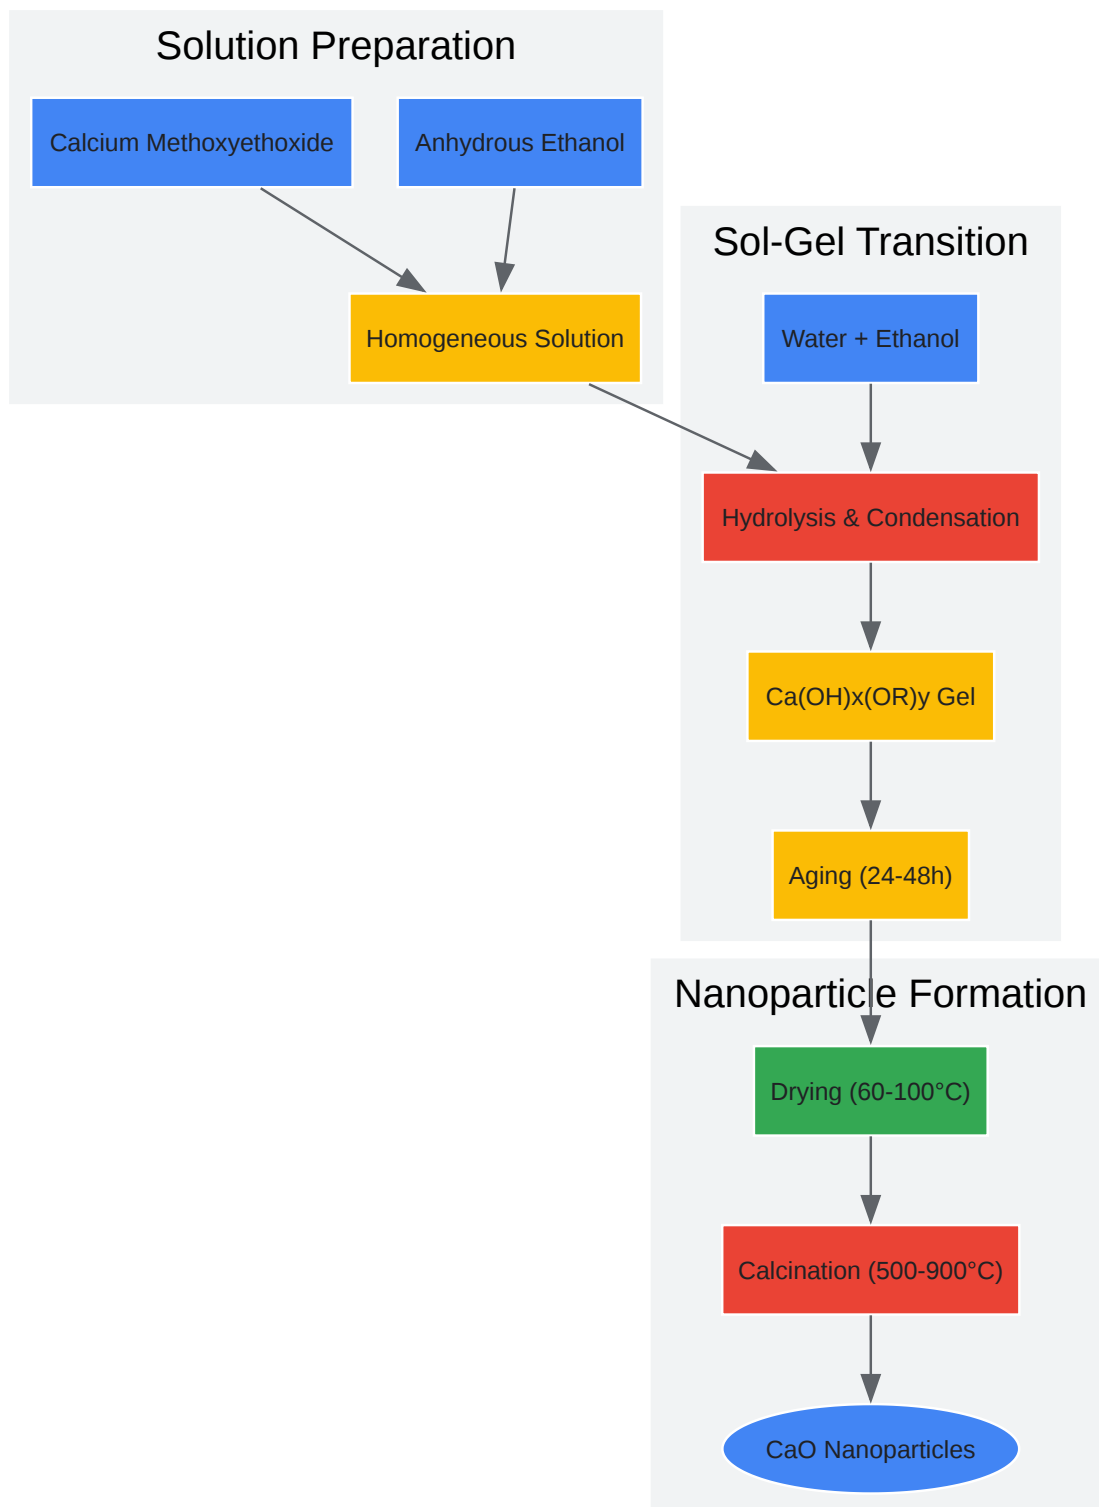 Solution Preparation
Calcium Methoxyethoxide
Anhydrous Ethanol
Homogeneous Solution
Sol-Gel Transition
Water + Ethanol
Hydrolysis & Condensation
Ca(OH)x(OR)y Gel
Aging (24-48h)
Nanoparticle Formation
Drying (60-100°C)
Calcination (500-900°C)
CaO Nanoparticles